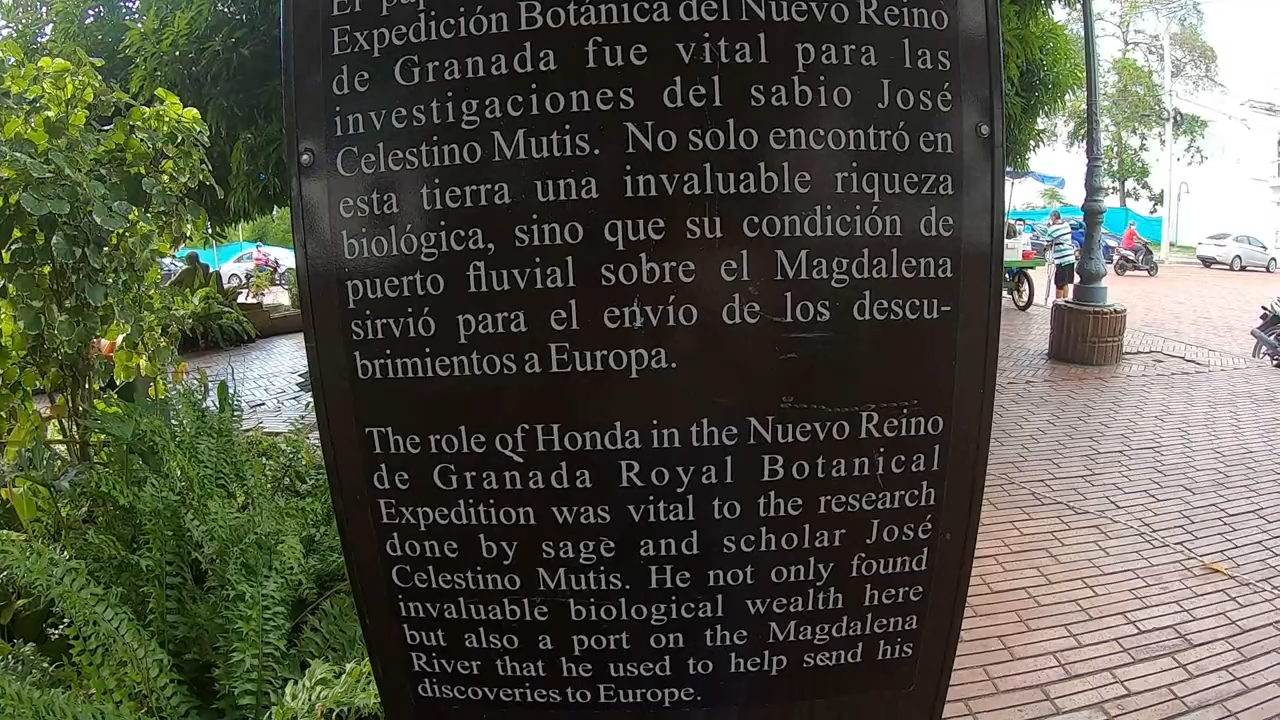 El
Expedición Botánica del Nuevo Reino
de Granada fue vital para las
investigaciones del sabio José
Celestino Mutis. No solo encontró en
esta tierra una invaluable riqueza
biológica, sino que su condición de
puerto fluvial sobre el Magdalena
sirvió para el envío de los descu-
brimientos a Europa.
The role of Honda in the Nuevo Reino
de Granada Royal Botanical
Expedition was vital to the research
done by sage and scholar José
Celestino Mutis. He not only found
invaluable biological wealth here
but also a port on the Magdalena
River that he used to help send his
discoveries to Europe.